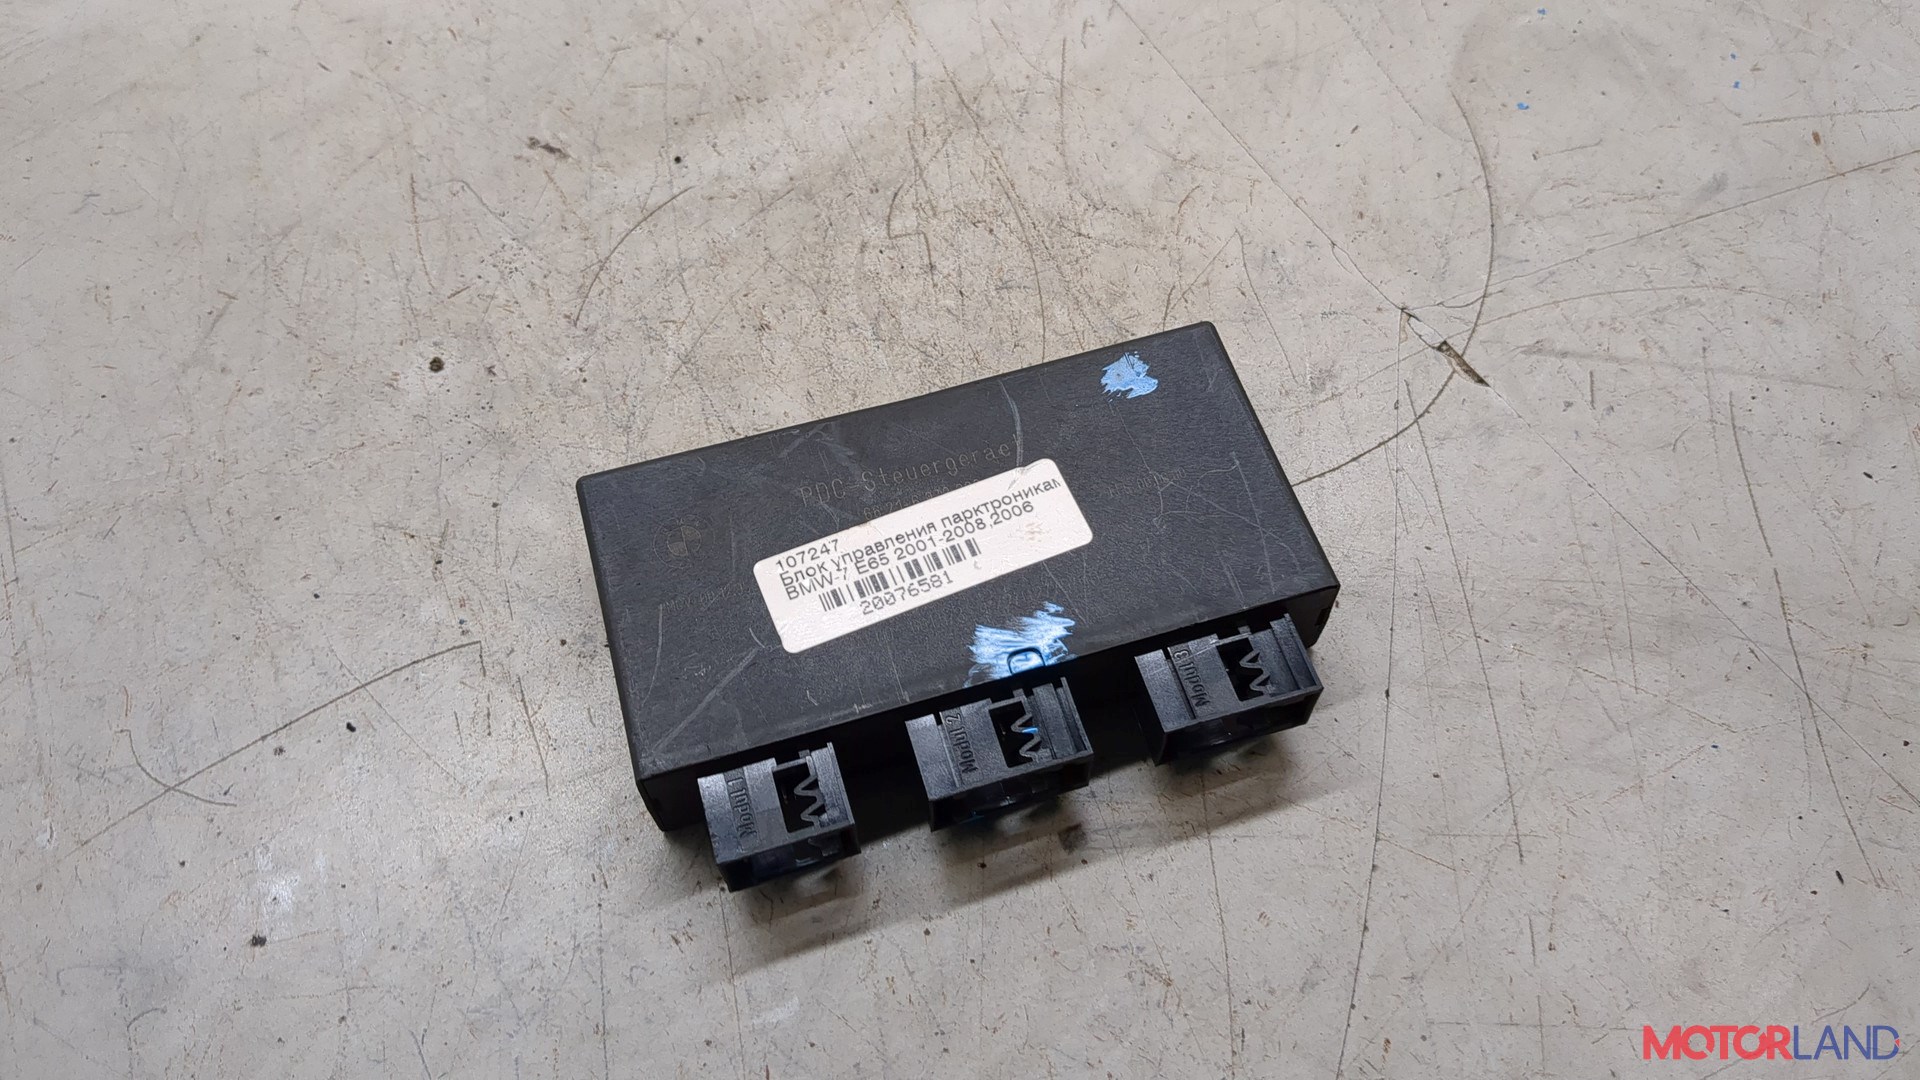 PDC-Steuergeraet
107247
Блок управления парктроникам
BMW-7 E65 2001-2008,2006
20076581
Modul 1
Modul 2
Modul 3
MOTORLAND